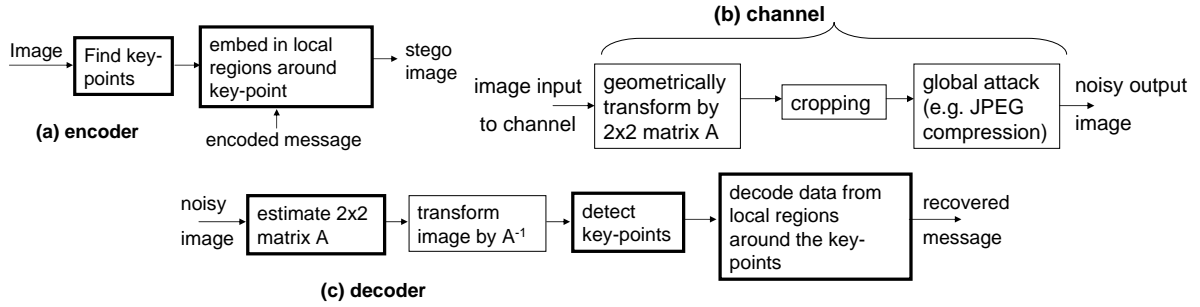 Image
Find key-
points
embed in local
regions around
key-point
stego
image
encoded message
(a) encoder
(b) channel
image input
to channel
geometrically
transform by
2x2 matrix A
cropping
global attack
(e.g. JPEG
compression)
noisy output
image
noisy
image
estimate 2x2
matrix A
transform
image by A⁻¹
detect
key-points
decode data from
local regions
around the key-
points
recovered
message
(c) decoder